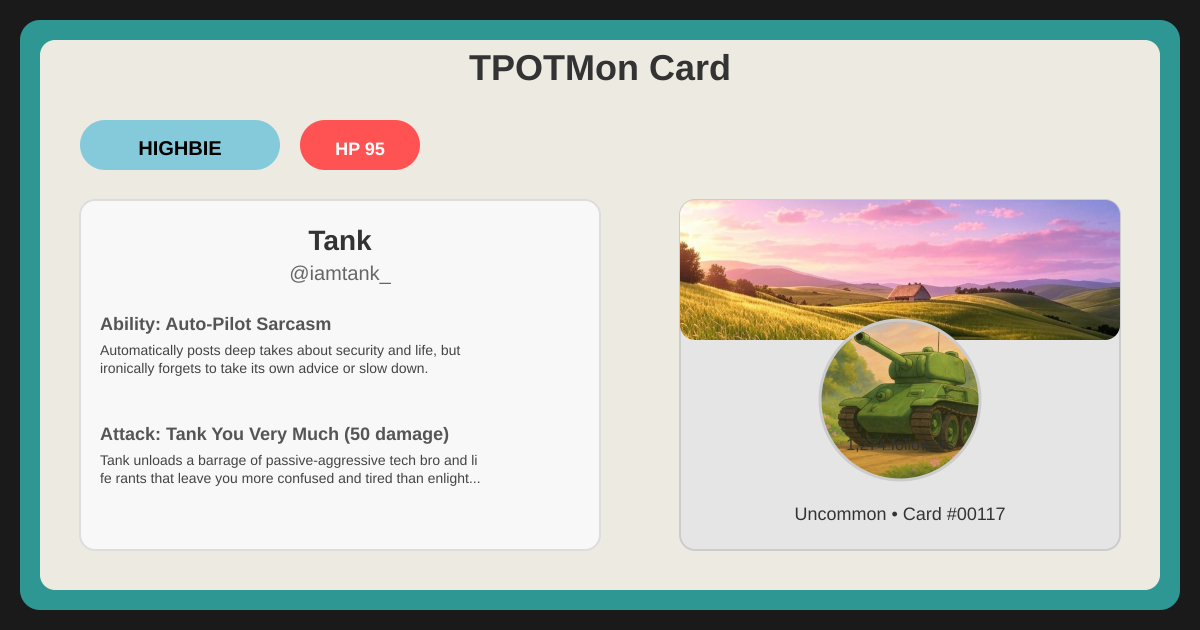 TPOTMon Card
HIGHBIE
HP 95
Tank
@iamtank_
Ability: Auto-Pilot Sarcasm
Automatically posts deep takes about security and life, but
ironically forgets to take its own advice or slow down.
Attack: Tank You Very Much (50 damage)
Tank unloads a barrage of passive-aggressive tech bro and li
fe rants that leave you more confused and tired than enlight...
Uncommon • Card #00117